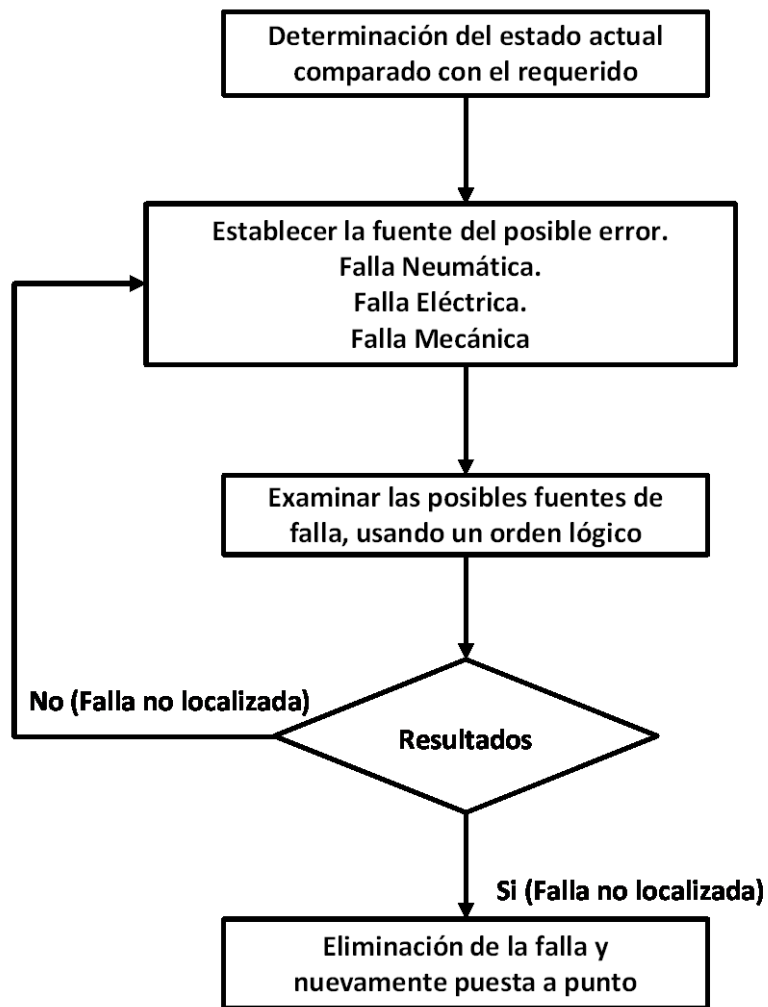 Determinación del estado actual
comparado con el requerido
Establecer la fuente del posible error.
Falla Neumática.
Falla Eléctrica.
Falla Mecánica
Examinar las posibles fuentes de
falla, usando un orden lógico
No (Falla no localizada)
Resultados
Si (Falla no localizada)
Eliminación de la falla y
nuevamente puesta a punto